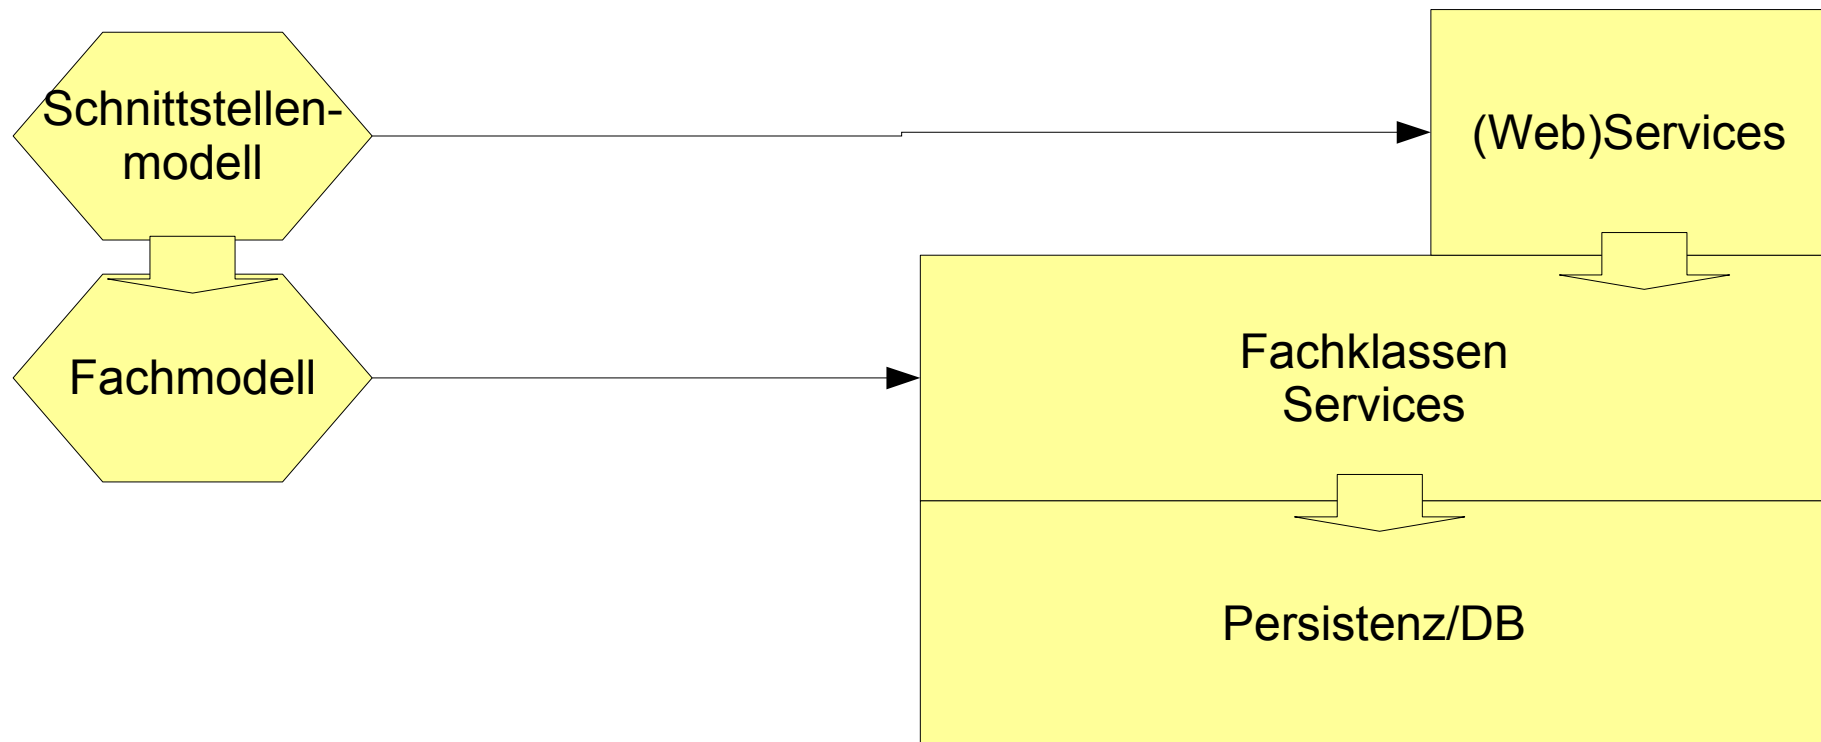 Schnittstellen-
modell
(Web)Services
Fachmodell
Fachklassen
Services
Persistenz/DB